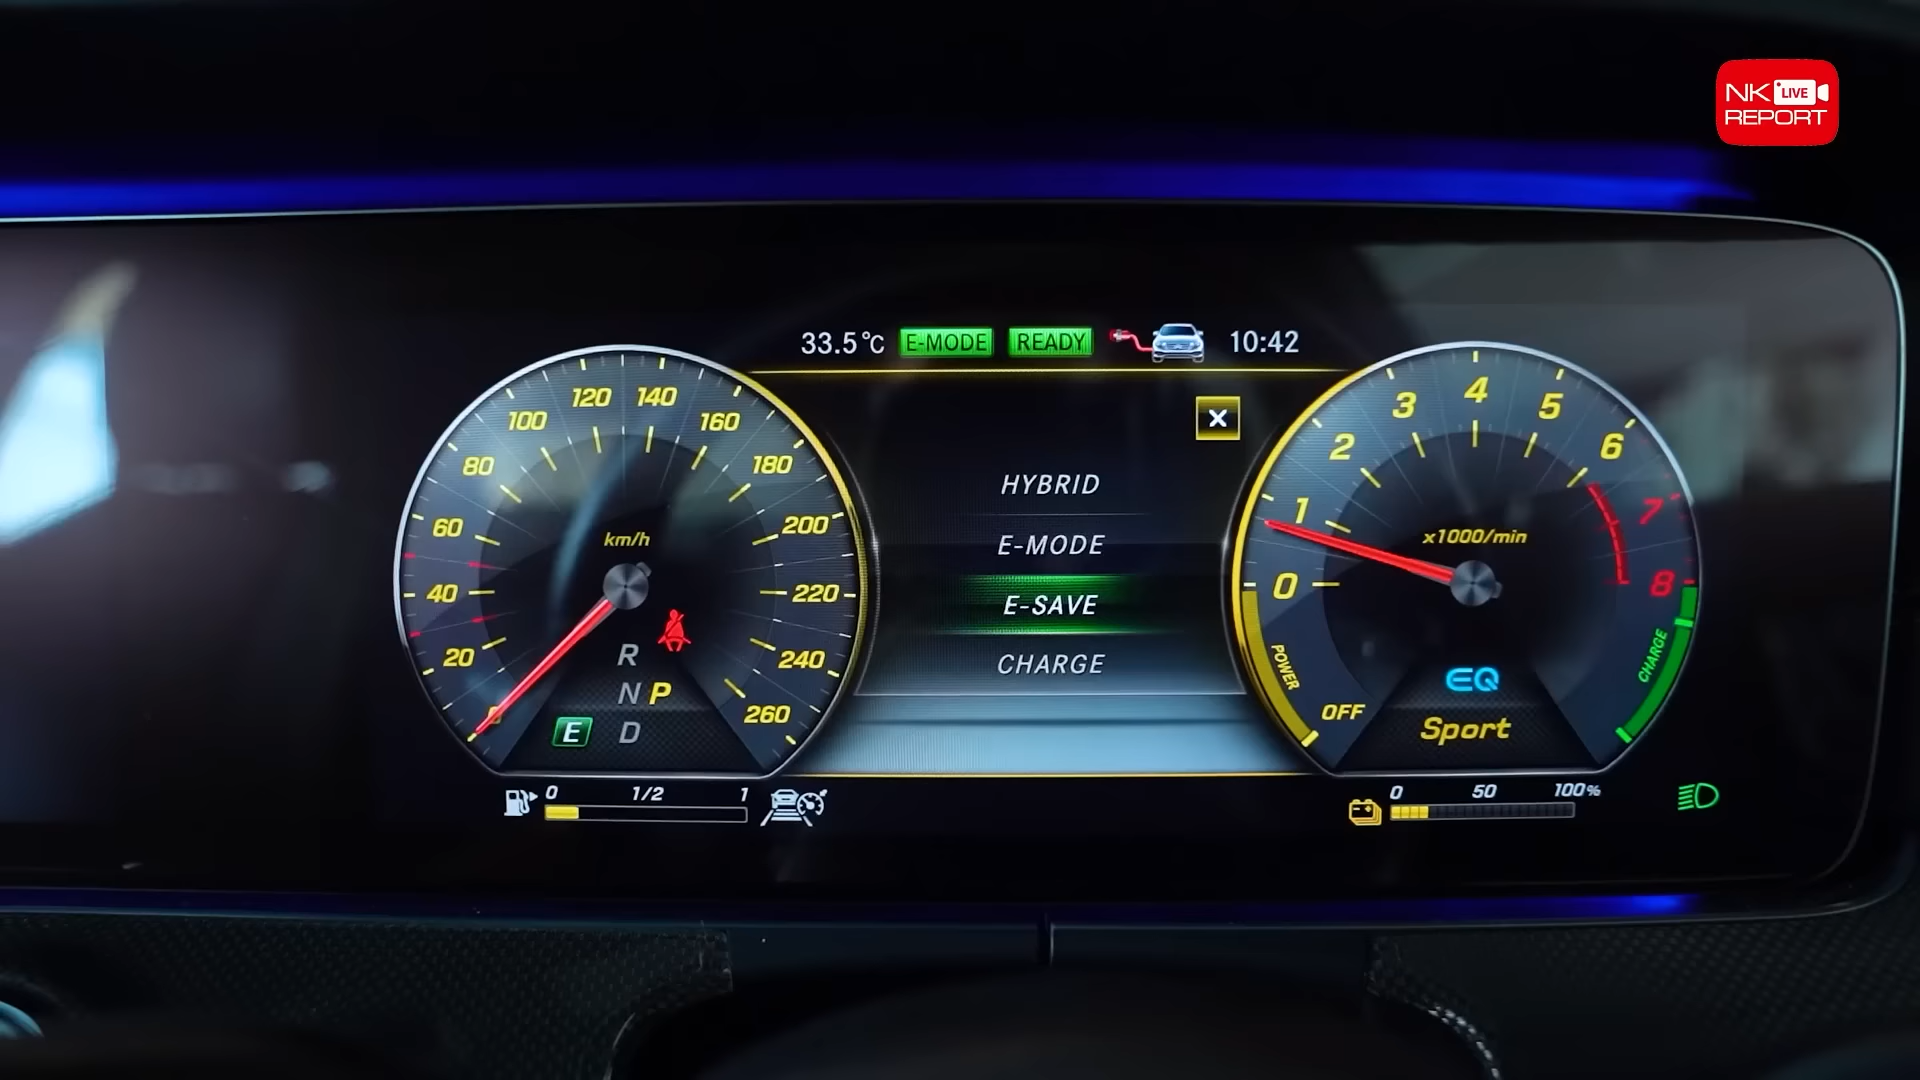 NK LIVE
REPORT
33.5°C E-MODE READY 10:42
0 20 40 60 80 100 120 140 160 180 200 220 240 260
km/h
R
N P
E D
HYBRID
E-MODE
E-SAVE
CHARGE
0 1 2 3 4 5 6 7 8
x1000/min
POWER
CHARGE
OFF
EQ
Sport
0 1/2 1
0 50 100%